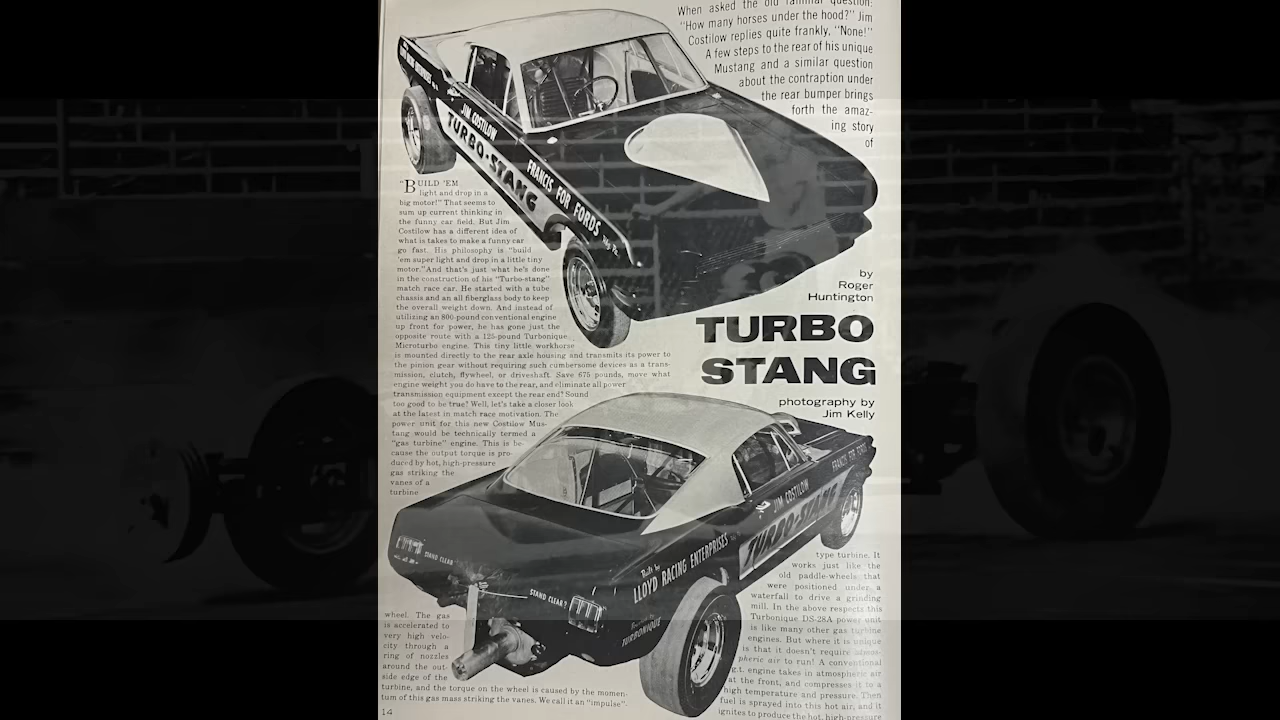 When asked the old familiar question:
"How many horses under the hood?" Jim
Costilow replies quite frankly, "None!"
A few steps to the rear of his unique
Mustang and a similar question
about the contraption under
the rear bumper brings
forth the amaz-
ing story
of
JIM COSTILOW
TURBO-STANG
FRANCIS FOR FORDS
"BUILD 'EM
light and drop in a
big motor!" That seems to
sum up current thinking in
the funny car field. But Jim
Costilow has a different idea of
what is takes to make a funny car
go fast. His philosophy is "build
'em super light and drop in a little tiny
motor." And that's just what he's done
in the construction of his "Turbo-stang"
match race car. He started with a tube
chassis and an all fiberglass body to keep
the overall weight down. And instead of
utilizing an 800-pound conventional engine
up front for power, he has gone just the
opposite route with a 125-pound Turbonique
Microturbo engine. This tiny little workhorse
is mounted directly to the rear axle housing and transmits its power to
the pinion gear without requiring such cumbersome devices as a trans-
mission, clutch, flywheel, or driveshaft. Save 675 pounds, move what
engine weight you do have to the rear, and eliminate all power
transmission equipment except the rear end? Sound
too good to be true? Well, let's take a closer look
at the latest in match race motivation. The
power unit for this new Costilow Mus-
tang would be technically termed a
"gas turbine" engine. This is be-
cause the output torque is pro-
duced by hot, high-pressure
gas striking the
vanes of a
turbine
by
Roger
Huntington
TURBO
STANG
photography by
Jim Kelly
FRANCIS FOR FORDS
JIM COSTILOW
TURBO-STANG
Built by
LLOYD RACING ENTERPRISES
STAND CLEAR
STAND CLEAR?
TURBONIQUE
wheel. The gas
is accelerated to
very high velo-
city through a
ring of nozzles
around the out-
side edge of the
turbine, and the torque on the wheel is caused by the momen-
tum of this gas mass striking the vanes. We call it an "impulse".
14
type turbine. It
works just like the
old paddle-wheels that
were positioned under a
waterfall to drive a grinding
mill. In the above respects this
Turbonique DS-28A power unit
is like many other gas turbine
engines. But where it is unique
is that it doesn't require atmos-
pheric air to run! A conventional
g.t. engine takes in atmospheric air
at the front, and compresses it to a
high temperature and pressure. Then
fuel is sprayed into this hot air, and it
ignites to produce the hot, high-pressure